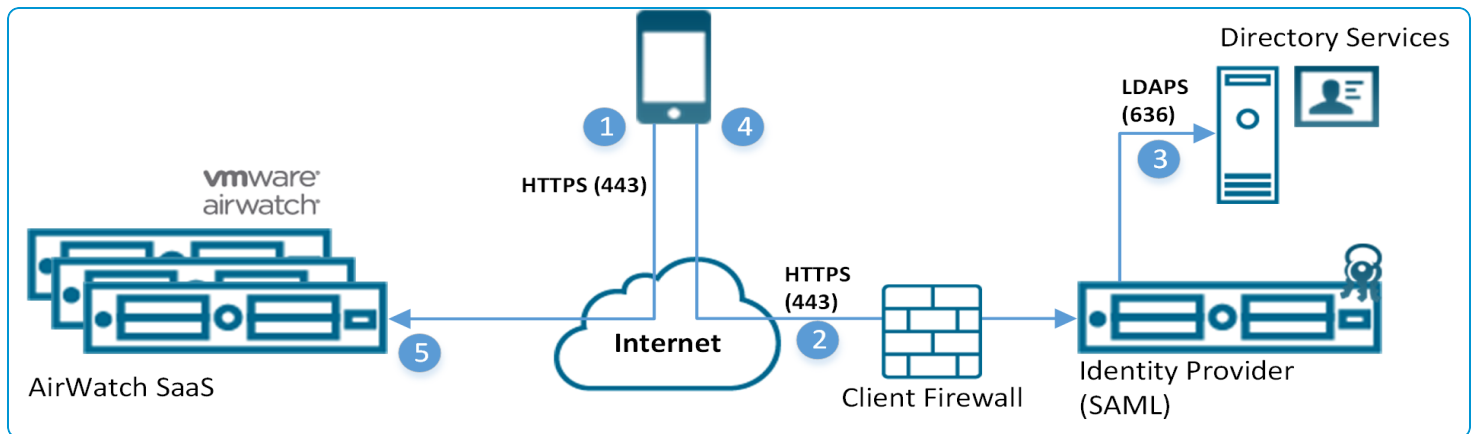 Directory Services
LDAPS
(636)
1
4
3
HTTPS (443)
vmware®
airwatch®
HTTPS
(443)
2
Internet
5
AirWatch SaaS
Client Firewall
Identity Provider
(SAML)